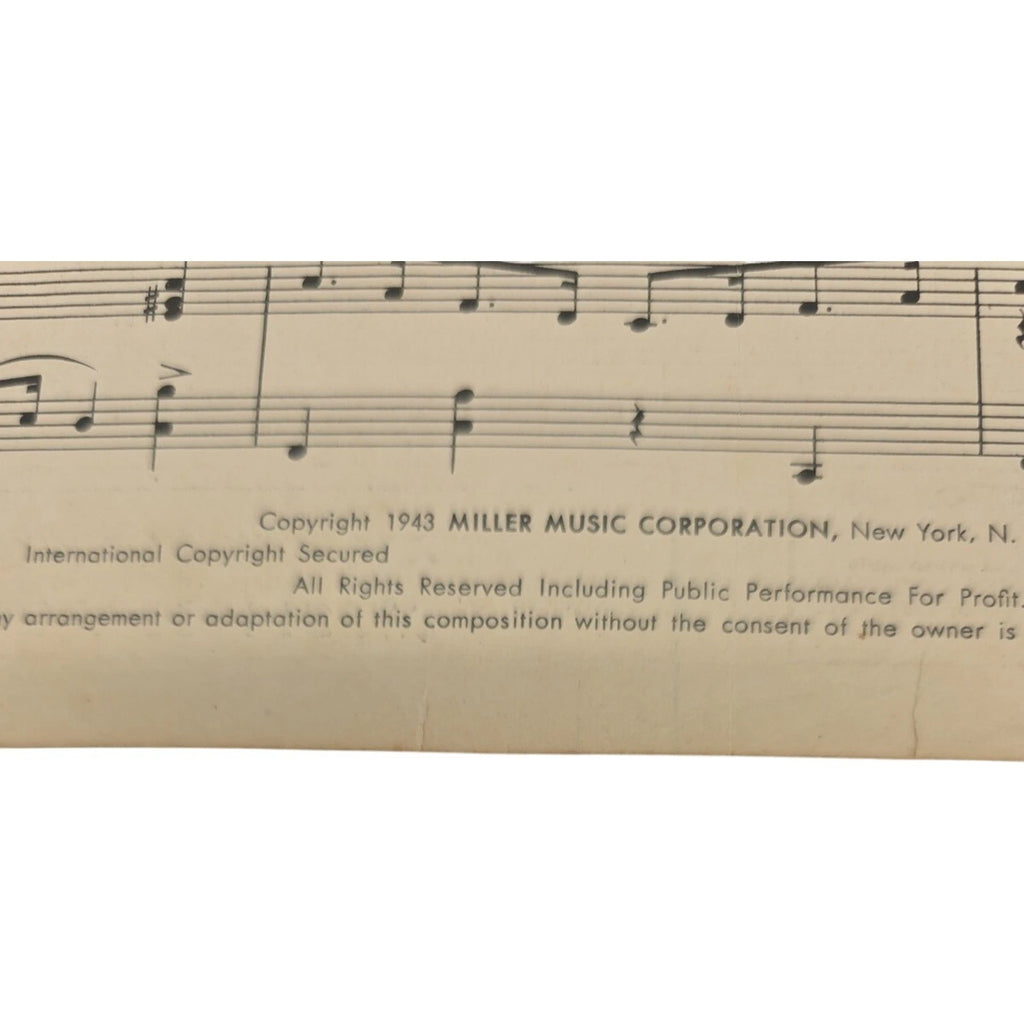 Copyright 1943 MILLER MUSIC CORPORATION, New York, N.
International Copyright Secured
All Rights Reserved Including Public Performance For Profit.
arrangement or adaptation of this composition without the consent of the owner is